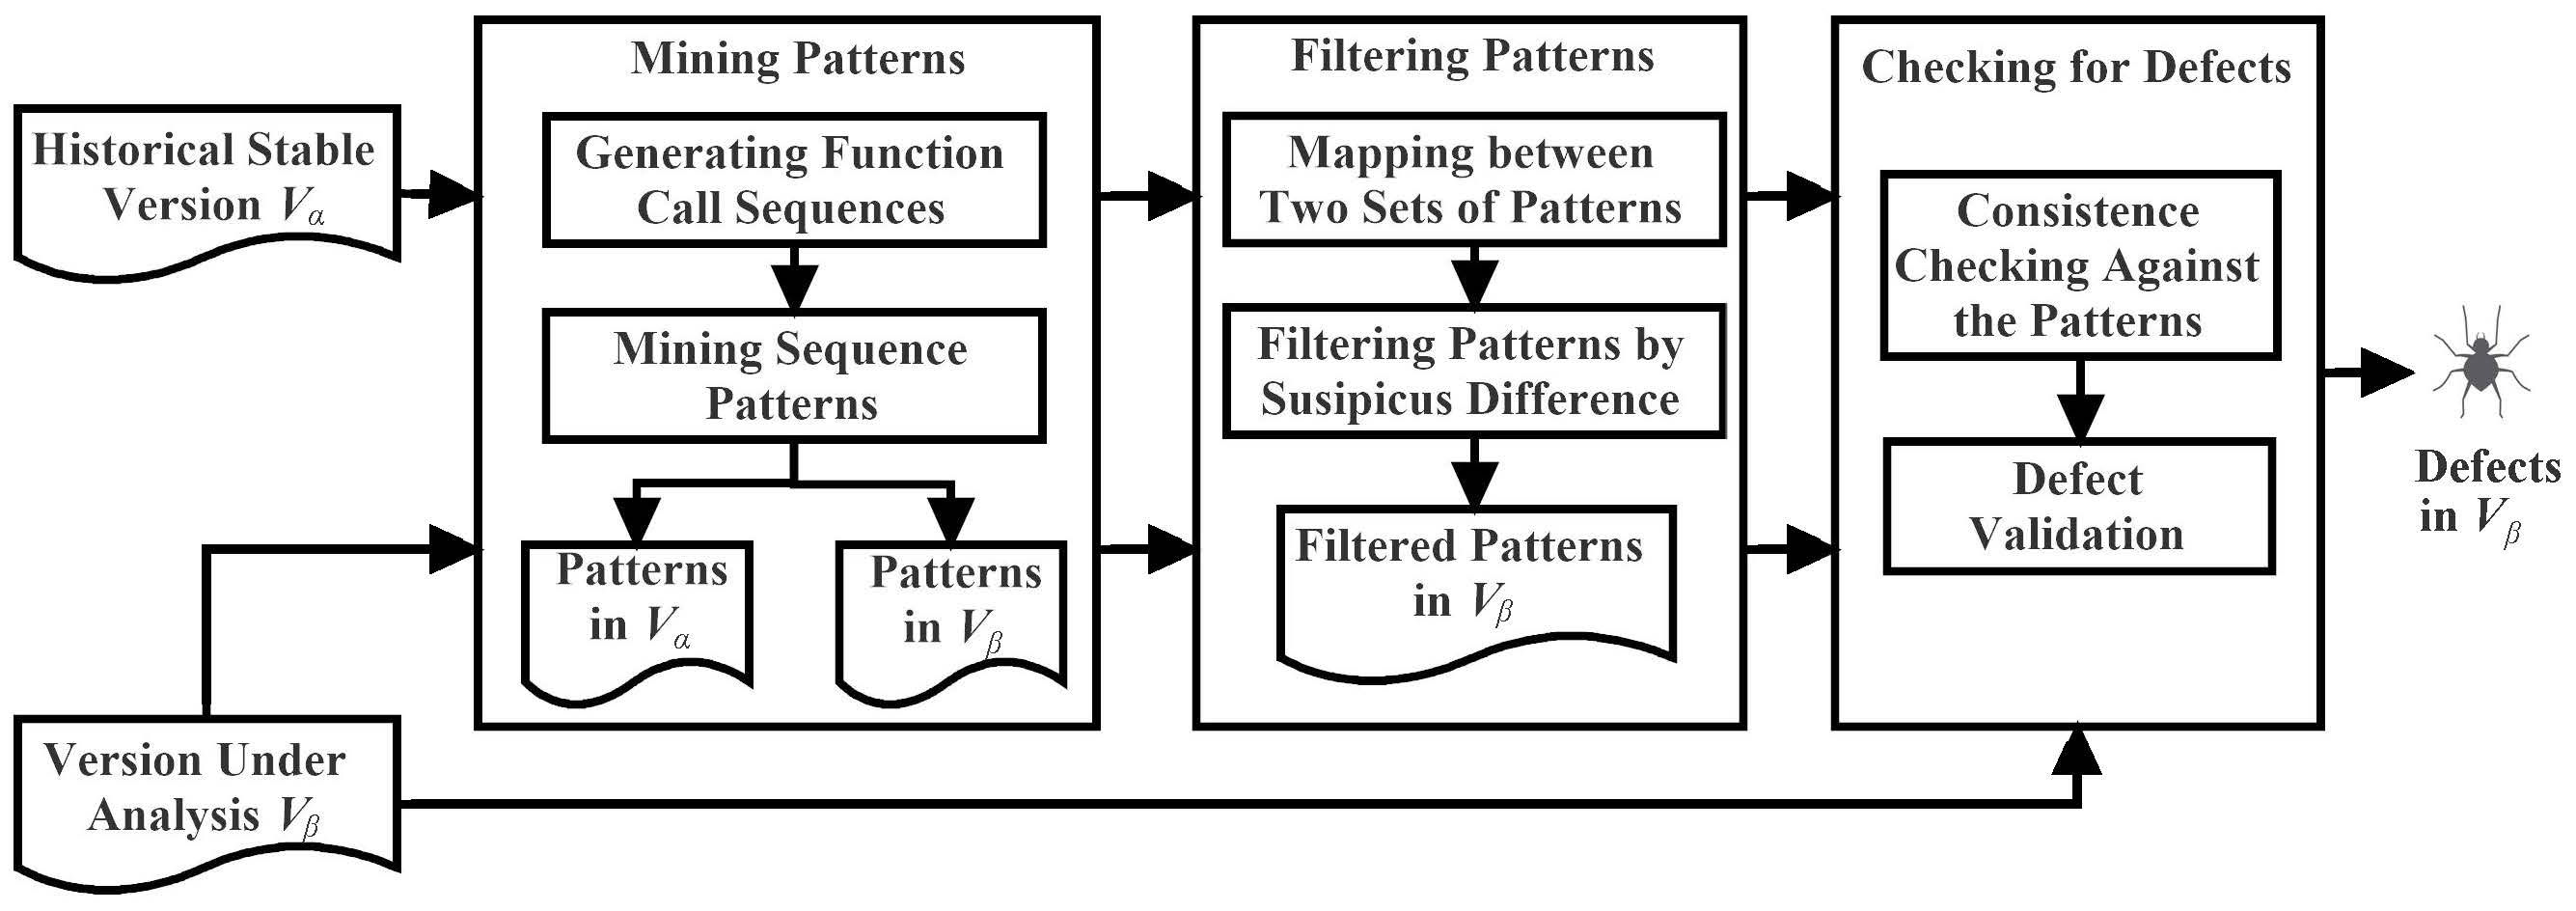 Historical Stable
Version Vα
Version Under
Analysis Vβ
Mining Patterns
Generating Function
Call Sequences
Mining Sequence
Patterns
Patterns
in Vα
Patterns
in Vβ
Filtering Patterns
Mapping between
Two Sets of Patterns
Filtering Patterns by
Susipicus Difference
Filtered Patterns
in Vβ
Checking for Defects
Consistence
Checking Against
the Patterns
Defect
Validation
Defects
in Vβ